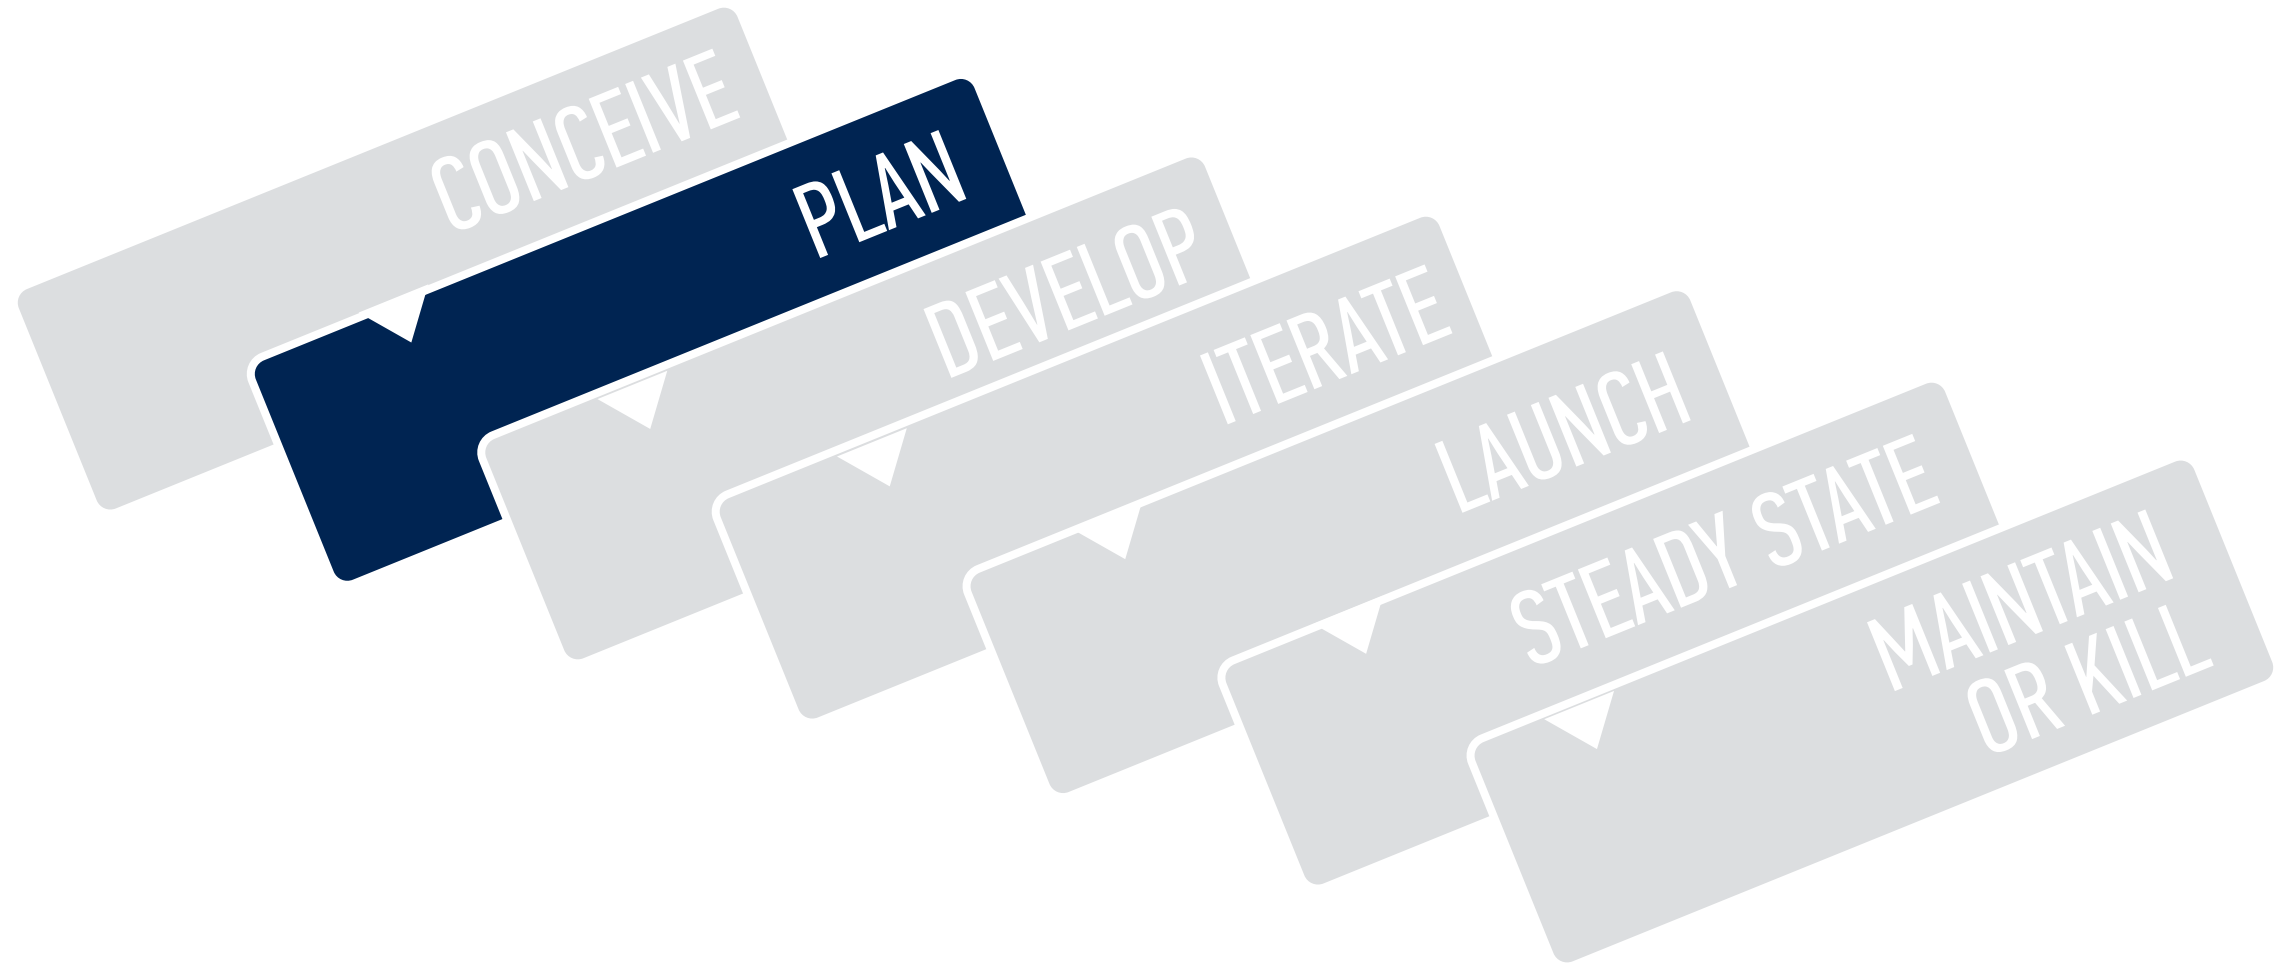 CONCEIVE
PLAN
DEVELOP
ITERATE
LAUNCH
STEADY STATE
MAINTAIN
OR KILL